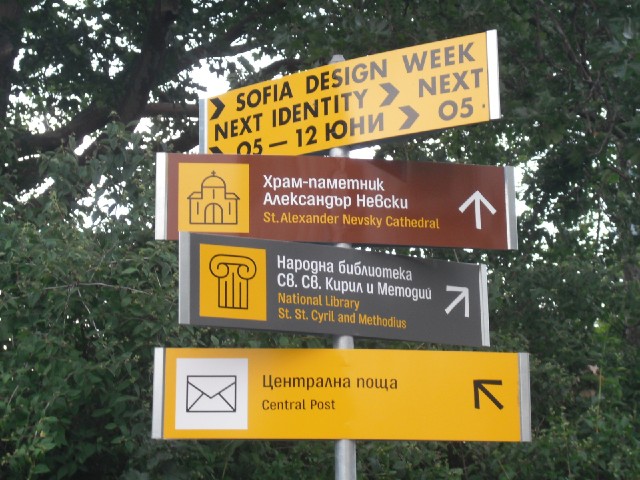 SOFIA DESIGN WEEK
NEXT IDENTITY > NEXT
05 — 12 ЮНИ > 05
Храм-паметник
Александър Невски
St. Alexander Nevsky Cathedral
Народна библиотека
Св. Св. Кирил и Методий
National Library
St. St. Cyril and Methodius
Централна поща
Central Post